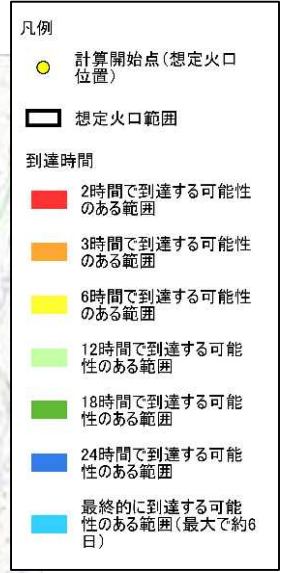 凡例
計算開始点(想定火口
位置)
想定火口範囲
到達時間
2時間で到達する可能性
のある範囲
3時間で到達する可能性
のある範囲
6時間で到達する可能性
のある範囲
12時間で到達する可能
性のある範囲
18時間で到達する可能
性のある範囲
24時間で到達する可能
性のある範囲
最終的に到達する可能
性のある範囲(最大で約6
日)